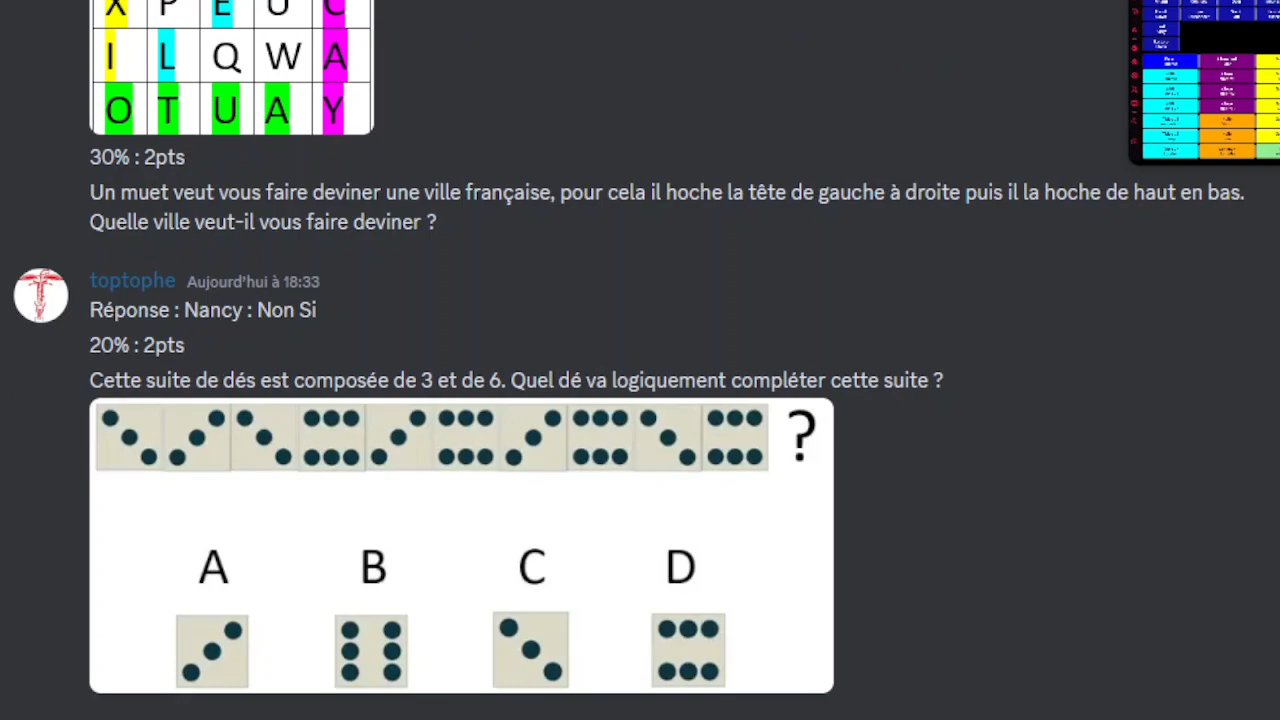 X P E U C
I L Q W A
O T U A Y
30% : 2pts
Un muet veut vous faire deviner une ville française, pour cela il hoche la tête de gauche à droite puis il la hoche de haut en bas.
Quelle ville veut-il vous faire deviner ?
toptophe Aujourd'hui à 18:33
Réponse : Nancy : Non Si
20% : 2pts
Cette suite de dés est composée de 3 et de 6. Quel dé va logiquement compléter cette suite ?
?
A B C D